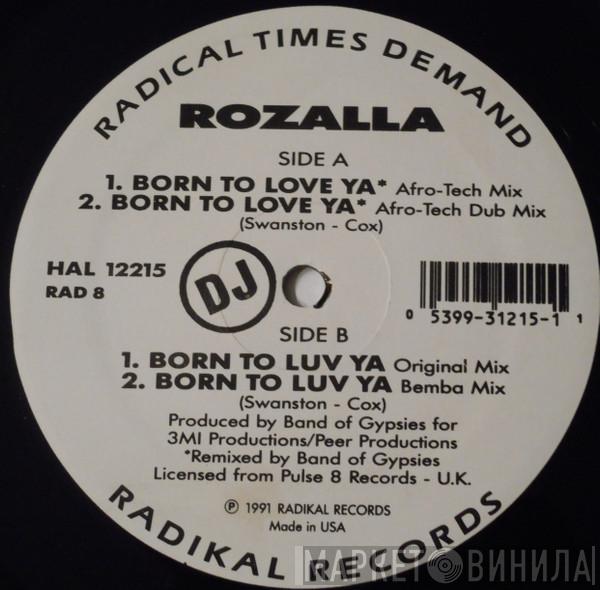 RADICAL TIMES DEMAND
ROZALLA
SIDE A
1. BORN TO LOVE YA* Afro-Tech Mix
2. BORN TO LOVE YA* Afro-Tech Dub Mix
(Swanston - Cox)
HAL 12215
RAD 8
DJ
0 5399-31215-1 1
SIDE B
1. BORN TO LUV YA Original Mix
2. BORN TO LUV YA Bemba Mix
(Swanston - Cox)
Produced by Band of Gypsies for
3MI Productions/Peer Productions
*Remixed by Band of Gypsies
Licensed from Pulse 8 Records - U.K.
℗ 1991 RADIKAL RECORDS
Made in USA
RADIKAL RECORDS
МАРКЕТ ВИНИЛА